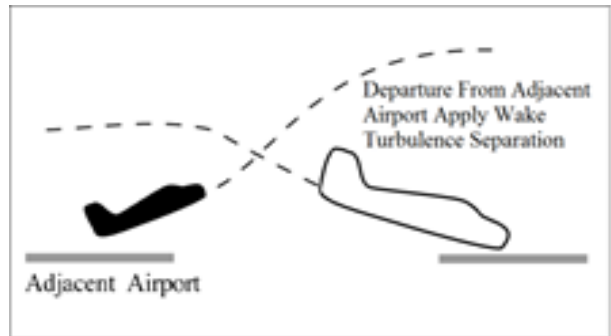 Departure From Adjacent
Airport Apply Wake
Turbulence Separation
Adjacent Airport